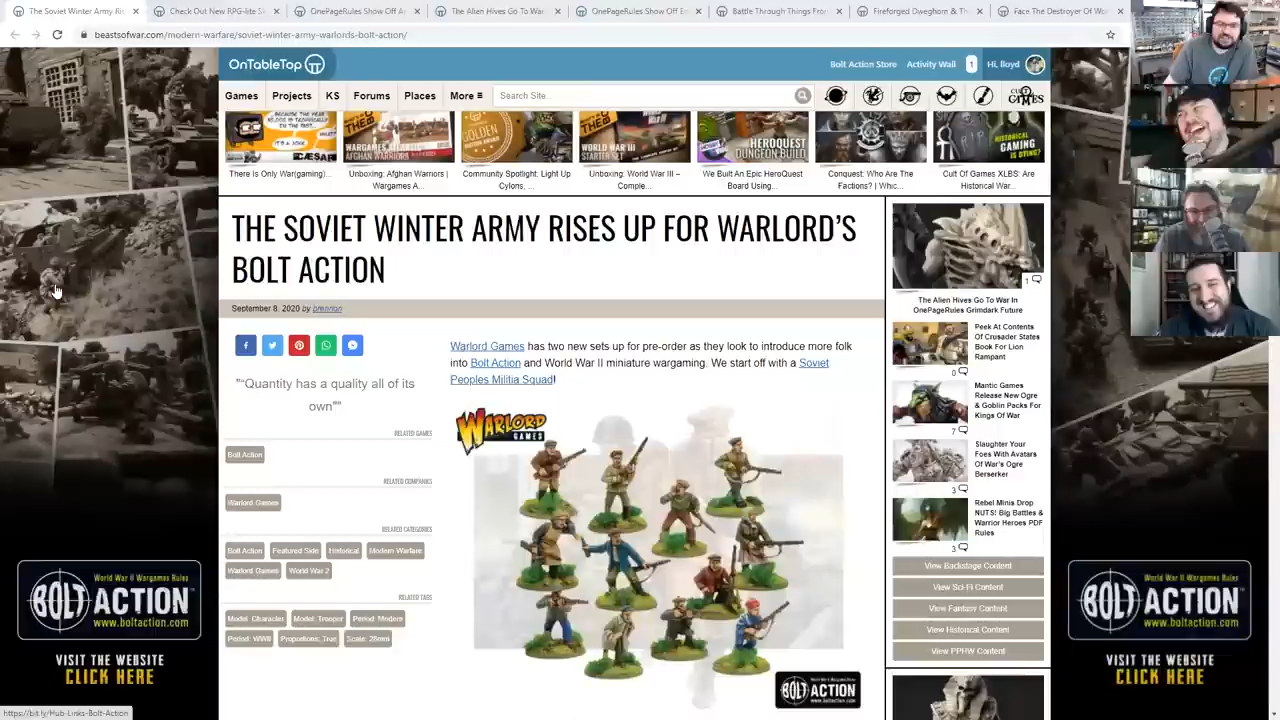 The Soviet Winter Army Ris
Check Out New RPG-lite S
OnePageRules Show Off A
The Alien Hives Go To War
OnePageRules Show Off E
Battle Through Things From
Fireforged Dweghom & Th
Face The Destroyer Of Wo
beastsofwar.com/modern-warfare/soviet-winter-army-warlords-bolt-action/
OnTableTop
Bolt Action Store
Activity Wall
1
Hi, lloyd
Games
Projects
KS
Forums
Places
More
Search Site...
CULT OF GAMES
There Is Only War(gaming)...
Unboxing: Afghan Warriors |
Wargames A...
Community Spotlight: Light Up
Cylons, ...
Unboxing: World War III –
Comple...
We Built An Epic HeroQuest
Board Using...
Conquest: Who Are The
Factions? | Whc...
Cult Of Games XLBS: Are
Historical War...
THE SOVIET WINTER ARMY RISES UP FOR WARLORD'S
BOLT ACTION
September 8, 2020 by brennon
""Quantity has a quality all of its
own""
RELATED GAMES
Bolt Action
RELATED COMPANIES
Warlord Games
RELATED CATEGORIES
Bolt Action
Featured Side
Historical
Modern Warfare
Warlord Games
World War 2
RELATED TAGS
Model: Character
Model: Trooper
Period: Modern
Period: WWII
Proportions: True
Scale: 28mm
Warlord Games has two new sets up for pre-order as they look to introduce more folk
into Bolt Action and World War II miniature wargaming. We start off with a Soviet
Peoples Militia Squad!
WARLORD
GAMES
BOLT ACTION
1
The Alien Hives Go To War In
OnePageRules Grimdark Future
Peek At Contents
Of Crusader States
Book For Lion
Rampant
0
Mantic Games
Release New Ogre
& Goblin Packs For
Kings Of War
7
Slaughter Your
Foes With Avatars
Of War's Ogre
Berserker
3
Rebel Minis Drop
NUTS! Big Battles &
Warrior Heroes PDF
Rules
3
View Backstage Content
View Sci-Fi Content
View Fantasy Content
View Historical Content
View PPHW Content
World War II Wargames Rules
BOLT ACTION
www.boltaction.com
VISIT THE WEBSITE
CLICK HERE
World War II Wargames Rules
BOLT ACTION
www.boltaction.com
VISIT THE WEBSITE
CLICK HERE
https://bit.ly/Hub-Links-Bolt-Action